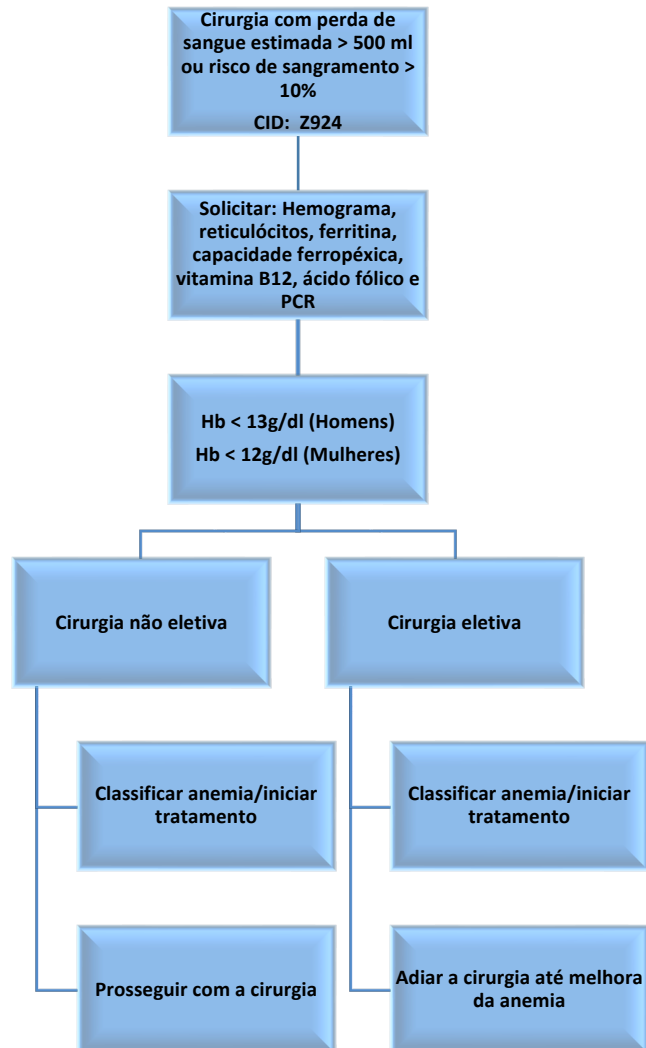 Cirurgia com perda de
sangue estimada > 500 ml
ou risco de sangramento >
10%
CID:  Z924
Solicitar: Hemograma,
reticulócitos, ferritina,
capacidade ferropéxica,
vitamina B12, ácido fólico e
PCR
Hb < 13g/dl (Homens)
Hb < 12g/dl (Mulheres)
Cirurgia não eletiva
Classificar anemia/iniciar
tratamento
Prosseguir com a cirurgia
Cirurgia eletiva
Classificar anemia/iniciar
tratamento
Adiar a cirurgia até melhora
da anemia